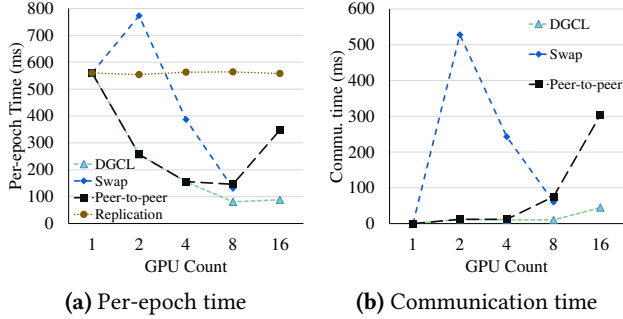 800
700
600
500
400
300
200
100
0
Per-epoch Time (ms)
DGCL
Swap
Peer-to-peer
Replication
1 2 4 8 16
GPU Count
(a) Per-epoch time
600
500
400
300
200
100
0
Commu. time (ms)
DGCL
Swap
Peer-to-peer
1 2 4 8 16
GPU Count
(b) Communication time